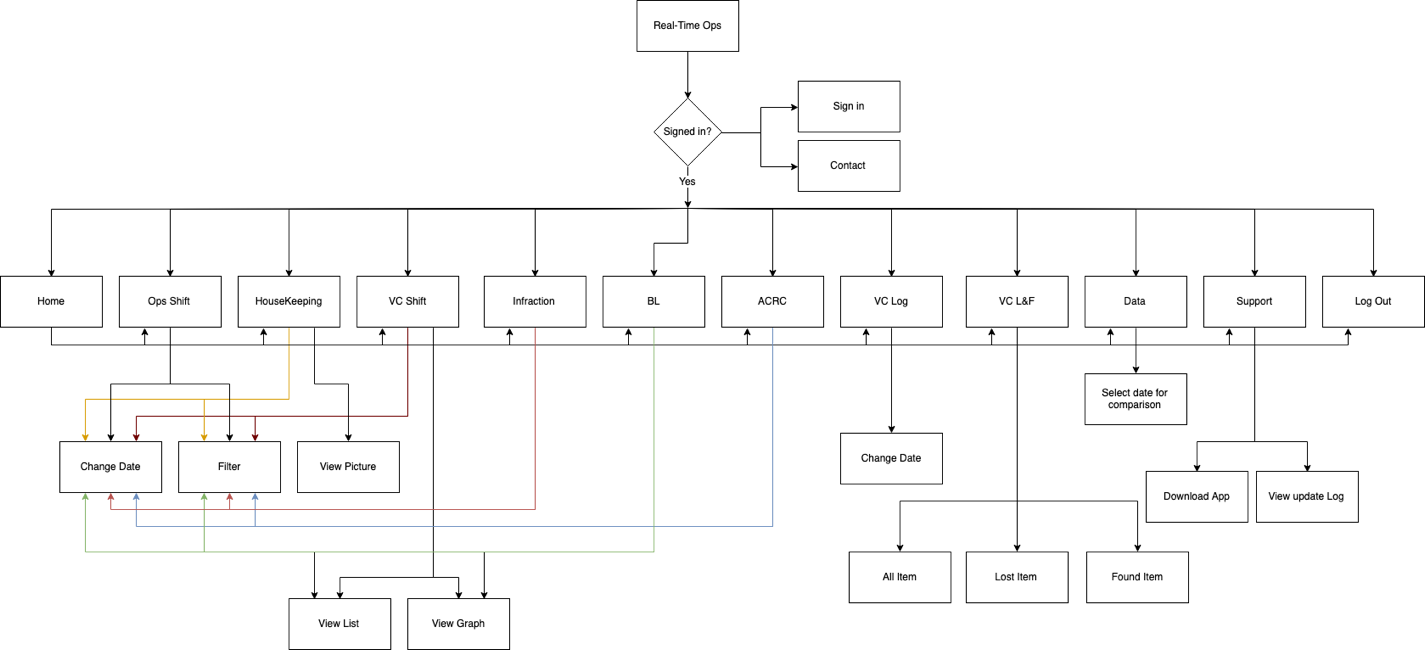 Real-Time Ops
Sign in
Signed in?
Contact
Yes
Home
Ops Shift
HouseKeeping
VC Shift
Infraction
BL
ACRC
VC Log
VC L&F
Data
Support
Log Out
Select date for
comparison
Change Date
Filter
View Picture
Change Date
Download App
View update Log
All Item
Lost Item
Found Item
View List
View Graph